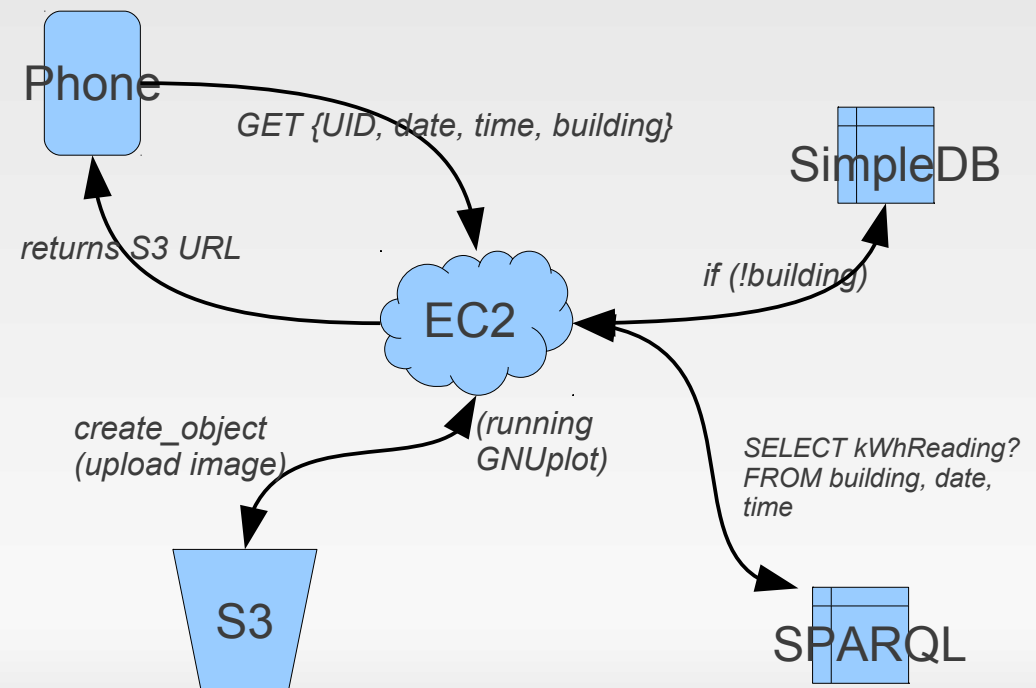 Phone
GET {UID, date, time, building}
SimpleDB
returns S3 URL
if (!building)
EC2
create_object
(upload image)
(running
GNUplot)
SELECT kWhReading?
FROM building, date,
time
S3
SPARQL